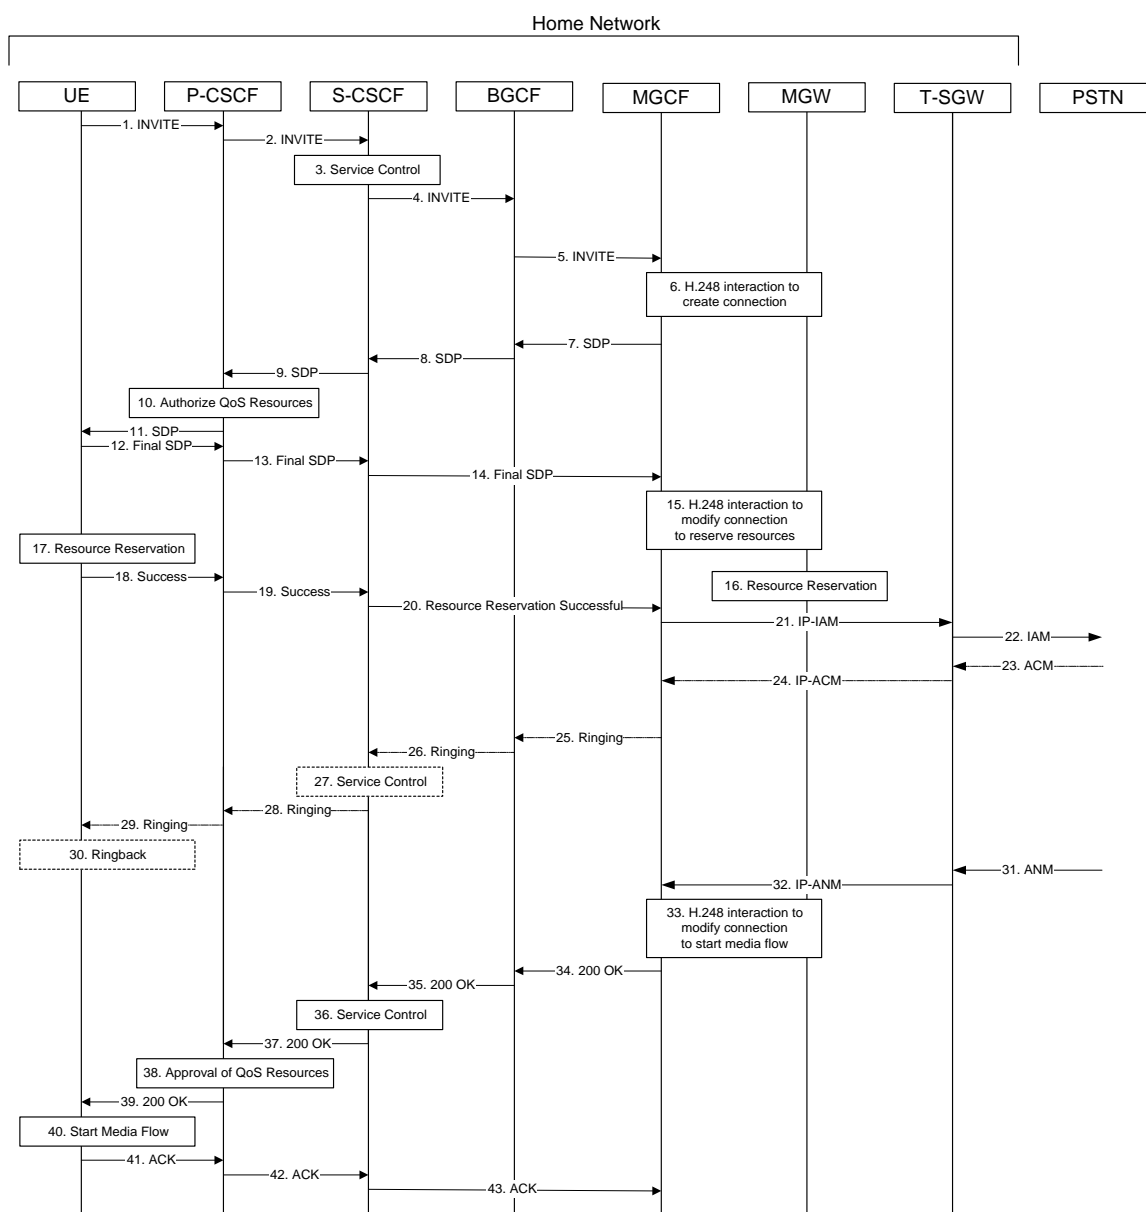 Home Network
UE
P-CSCF
S-CSCF
BGCF
MGCF
MGW
T-SGW
PSTN
1. INVITE
2. INVITE
3. Service Control
4. INVITE
5. INVITE
6. H.248 interaction to
create connection
7. SDP
8. SDP
9. SDP
10. Authorize QoS Resources
11. SDP
12. Final SDP
13. Final SDP
14. Final SDP
15. H.248 interaction to
modify connection
to reserve resources
17. Resource Reservation
16. Resource Reservation
18. Success
19. Success
20. Resource Reservation Successful
21. IP-IAM
22. IAM
23. ACM
24. IP-ACM
25. Ringing
26. Ringing
27. Service Control
28. Ringing
29. Ringing
30. Ringback
31. ANM
32. IP-ANM
33. H.248 interaction to
modify connection
to start media flow
34. 200 OK
35. 200 OK
36. Service Control
37. 200 OK
38. Approval of QoS Resources
39. 200 OK
40. Start Media Flow
41. ACK
42. ACK
43. ACK